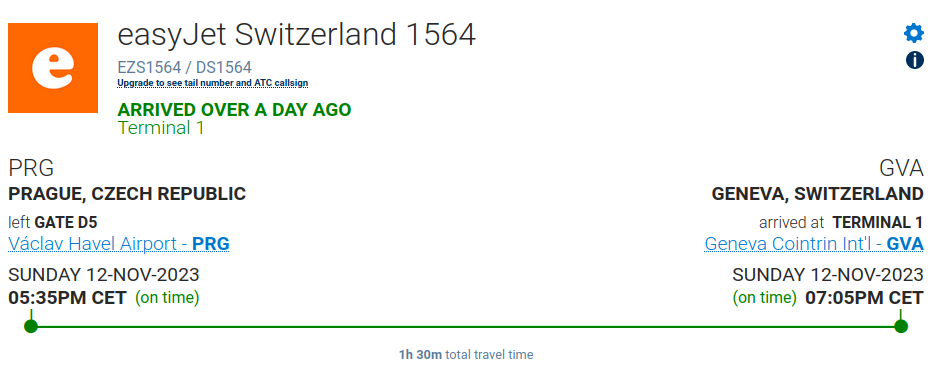 e
easyJet Switzerland 1564
EZS1564 / DS1564
Upgrade to see tail number and ATC callsign
ARRIVED OVER A DAY AGO
Terminal 1
PRG
PRAGUE, CZECH REPUBLIC
left GATE D5
Václav Havel Airport - PRG
SUNDAY 12-NOV-2023
05:35PM CET (on time)
GVA
GENEVA, SWITZERLAND
arrived at TERMINAL 1
Geneva Cointrin Int'l - GVA
SUNDAY 12-NOV-2023
(on time) 07:05PM CET
1h 30m total travel time